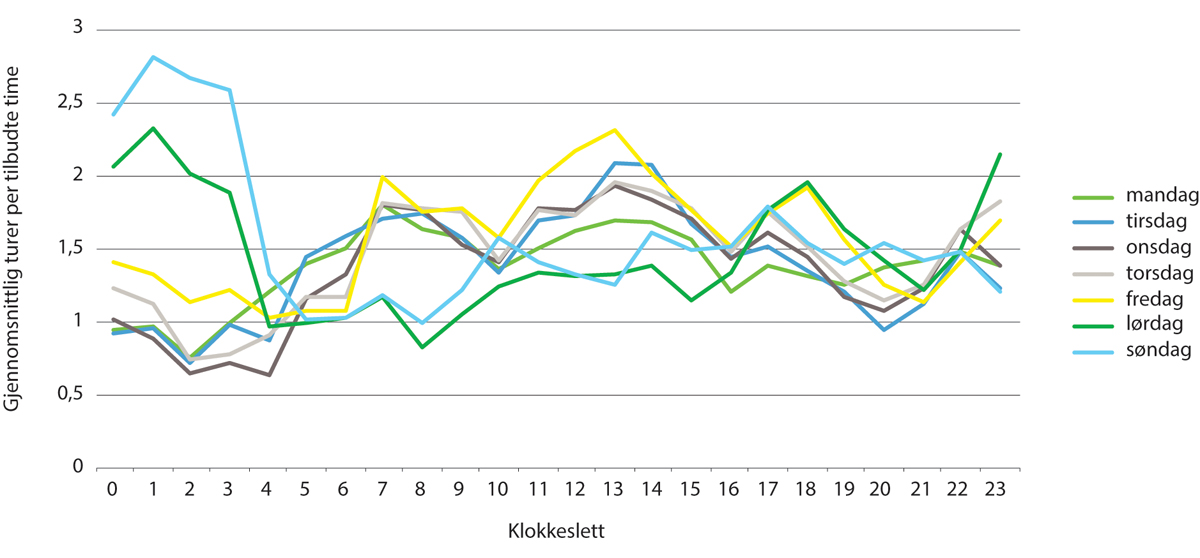 Gjennomsnittlig turer per tilbudte time
3
2,5
2
1,5
1
0,5
0
0 1 2 3 4 5 6 7 8 9 10 11 12 13 14 15 16 17 18 19 20 21 22 23
Klokkeslett
mandag
tirsdag
onsdag
torsdag
fredag
lørdag
søndag